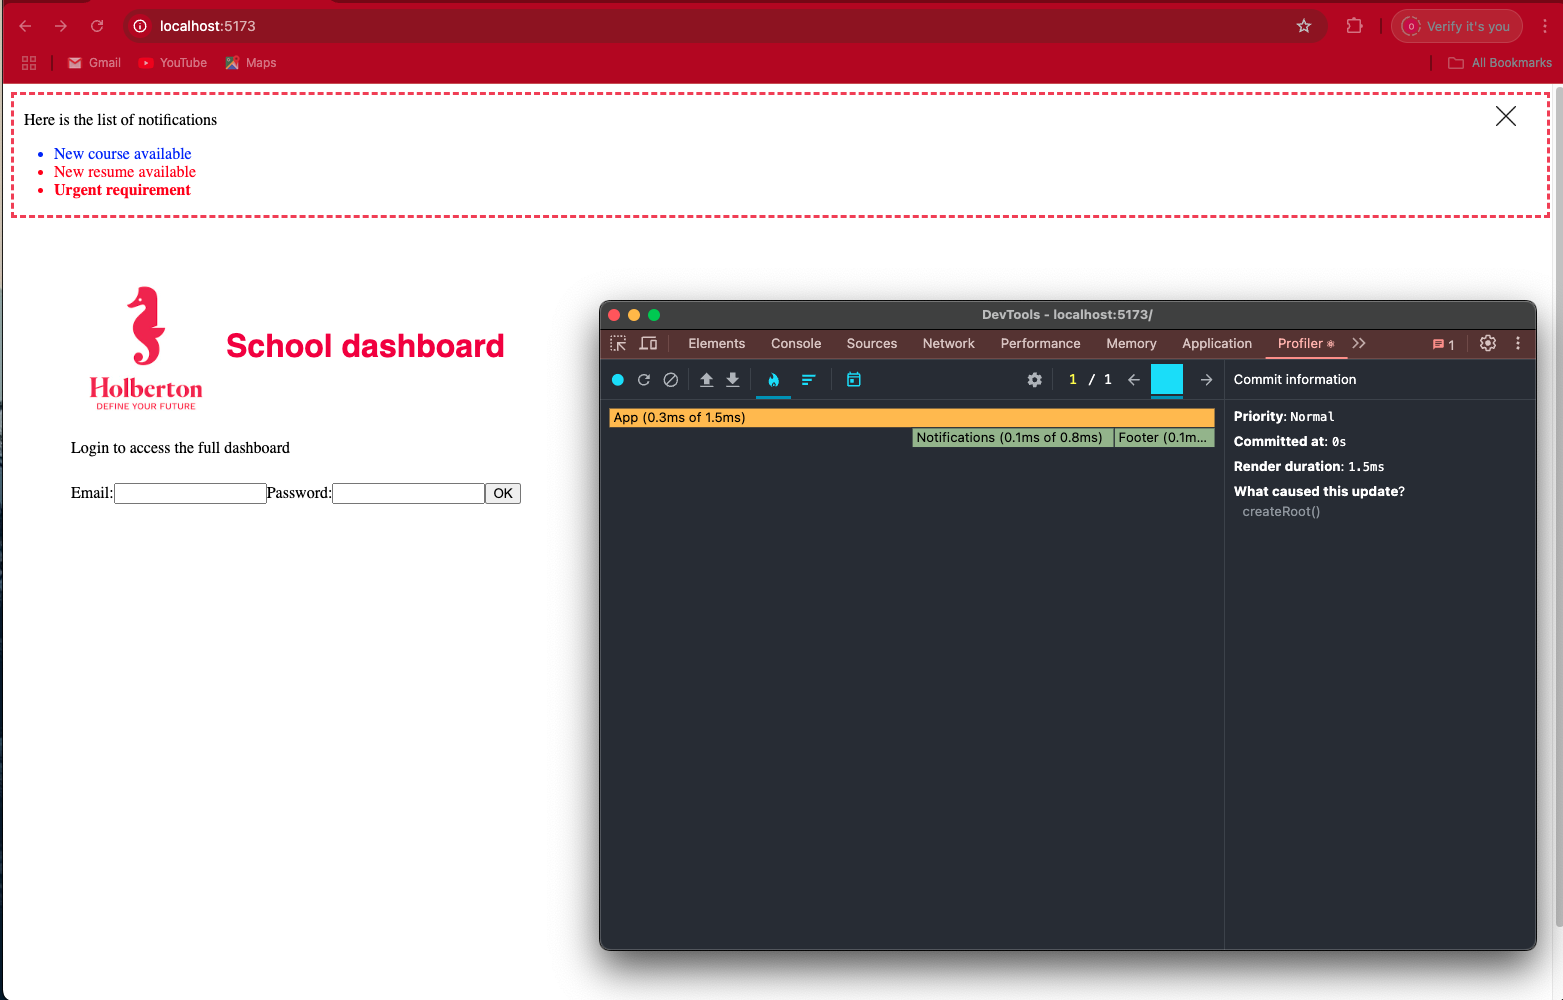 localhost:5173
Verify it's you
Gmail
YouTube
Maps
All Bookmarks
Here is the list of notifications
New course available
New resume available
Urgent requirement
Holberton
DEFINE YOUR FUTURE
School dashboard
Login to access the full dashboard
Email:
Password:
OK
DevTools - localhost:5173/
Elements
Console
Sources
Network
Performance
Memory
Application
Profiler
1
1 / 1
Commit information
App (0.3ms of 1.5ms)
Notifications (0.1ms of 0.8ms)
Footer (0.1m...
Priority: Normal
Committed at: 0s
Render duration: 1.5ms
What caused this update?
createRoot()